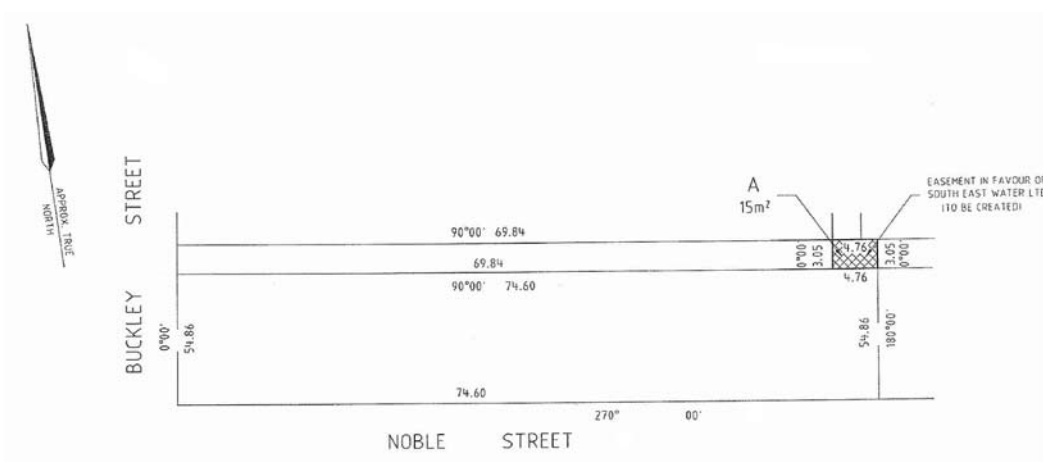 APPROX. TRUE
NORTH
BUCKLEY STREET
A
15m²
EASEMENT IN FAVOUR OF
SOUTH EAST WATER LTD
(TO BE CREATED)
90°00' 69.84
69.84
90°00' 74.60
0°00'
3.05
4.76
3.05
0°00'
4.76
0°00'
54.86
54.86
180°00'
74.60
270° 00'
NOBLE STREET